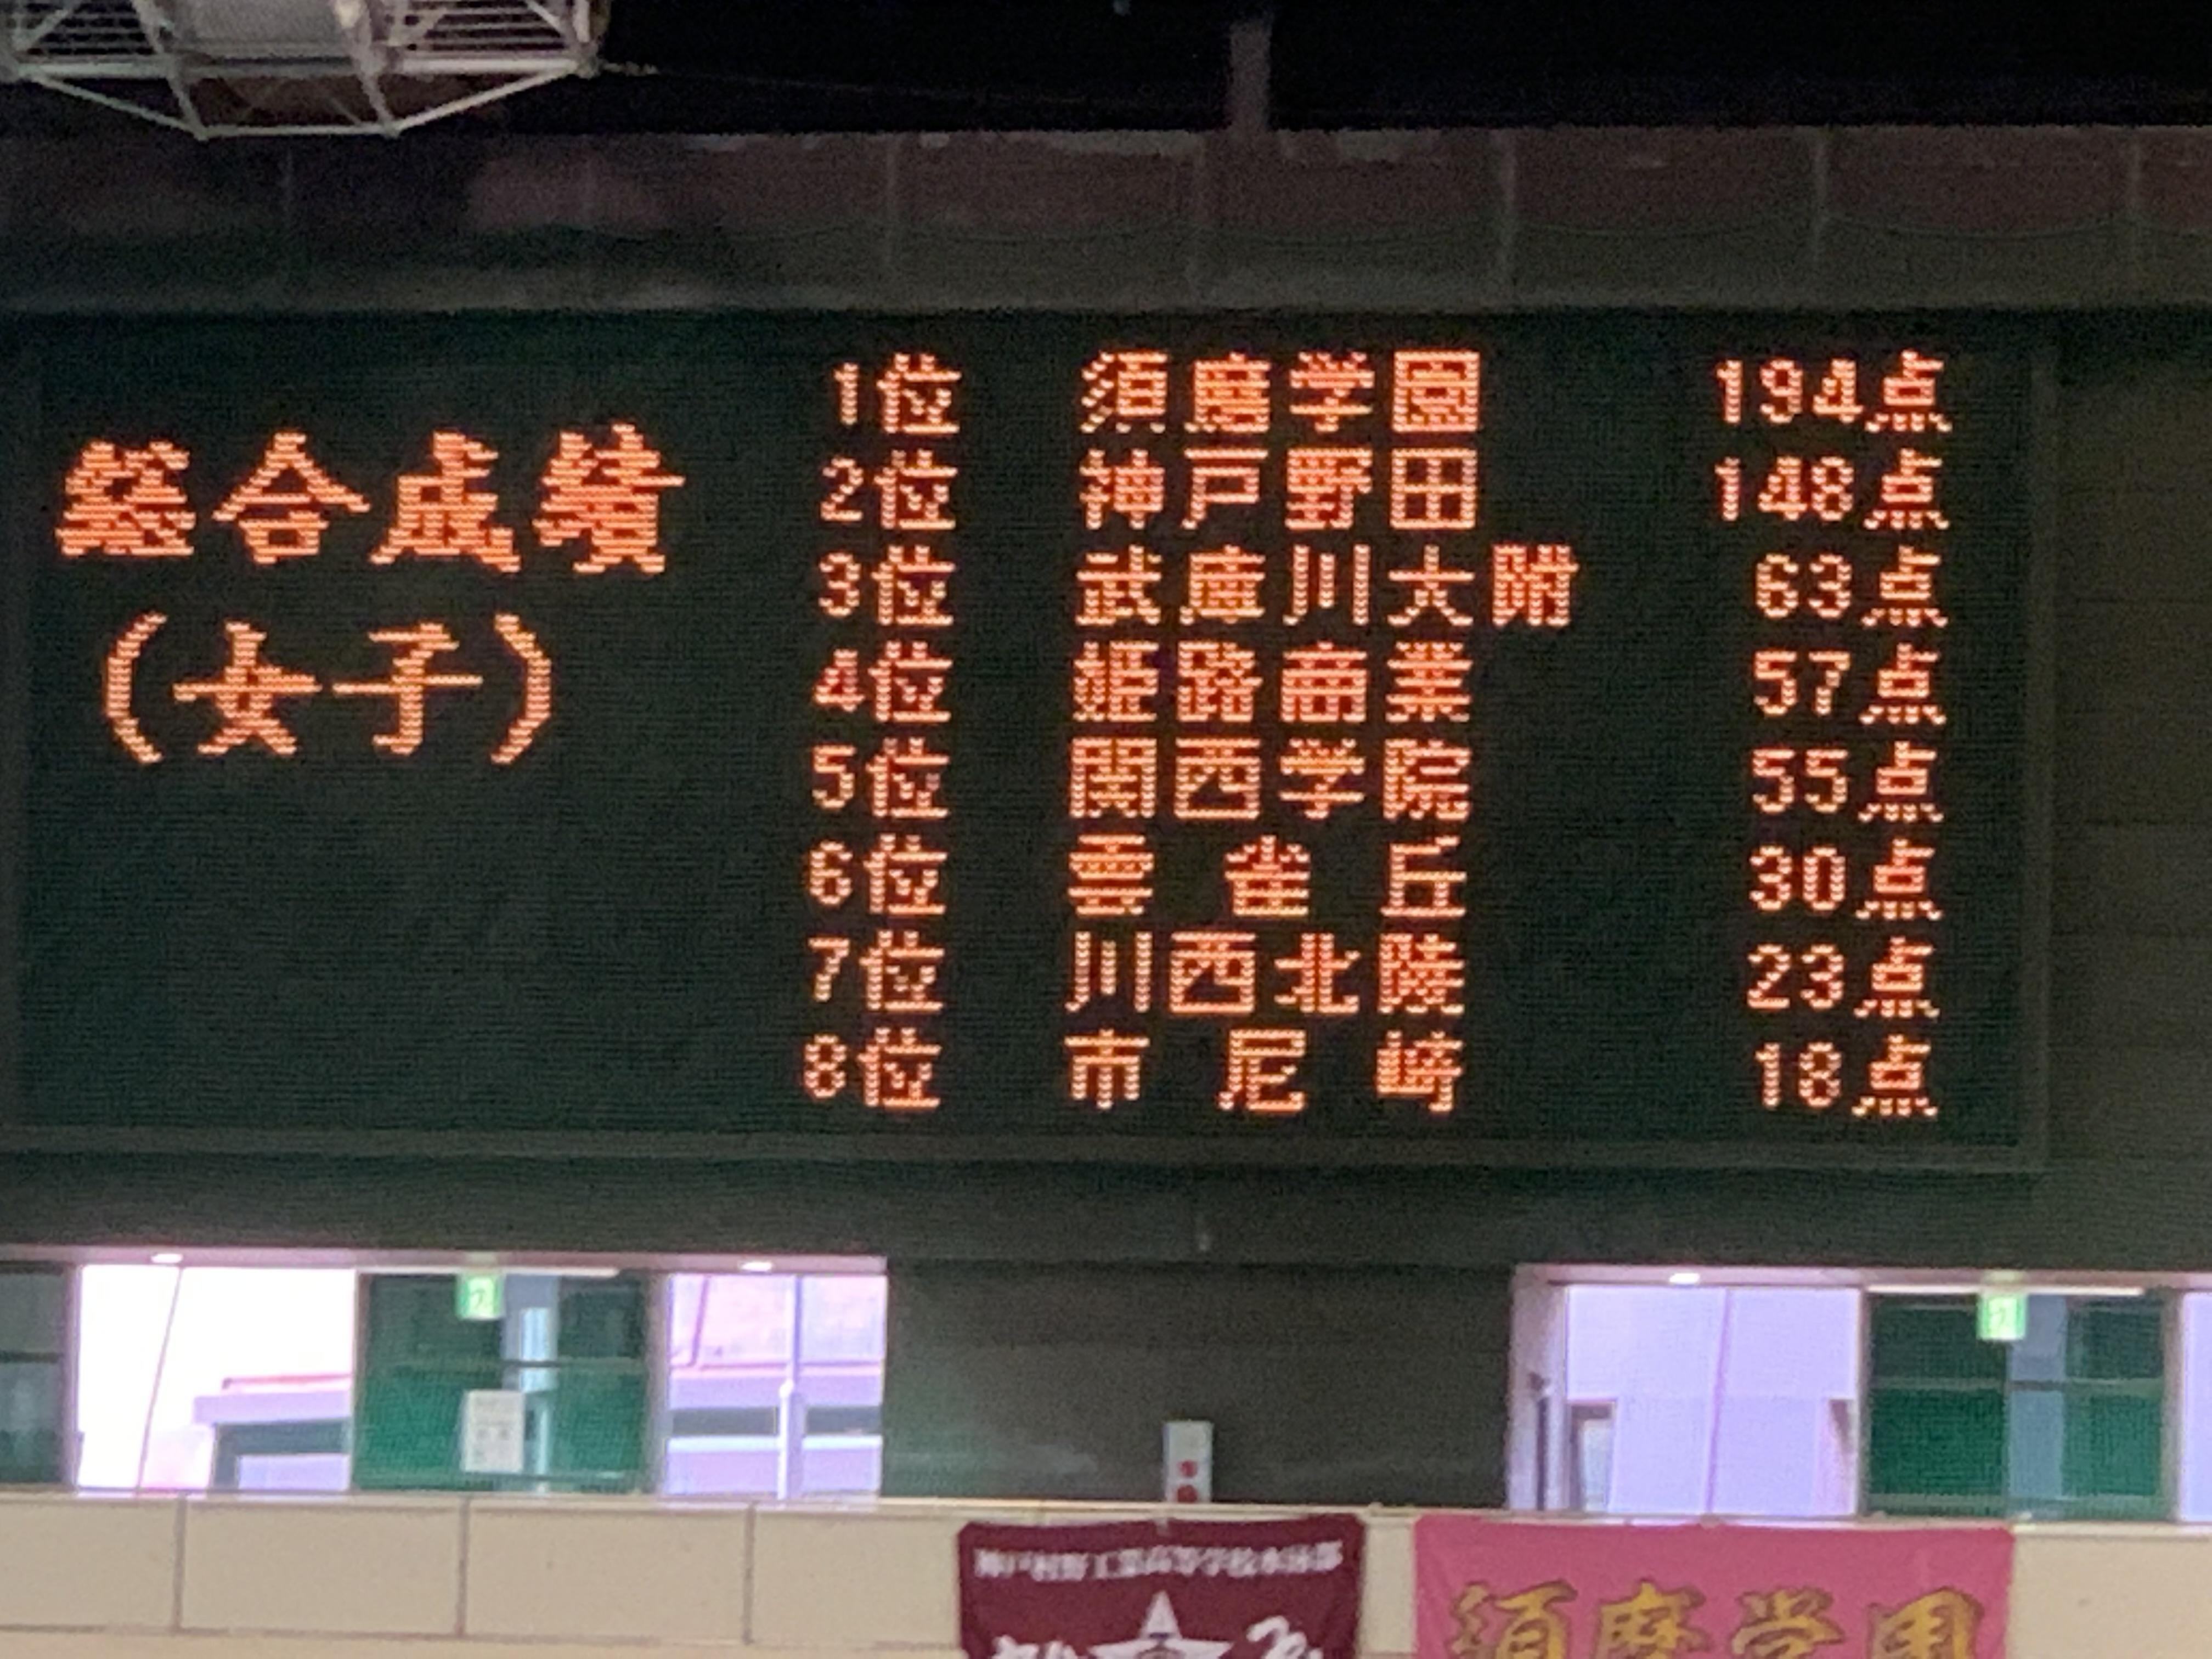 総合成績
(女子)
1位 須磨学園 194点
2位 神戸野田 148点
3位 武庫川大附 63点
4位 姫路商業 57点
5位 関西学院 55点
6位 雲雀丘 30点
7位 川西北陵 23点
8位 市尼崎 18点
須磨学園